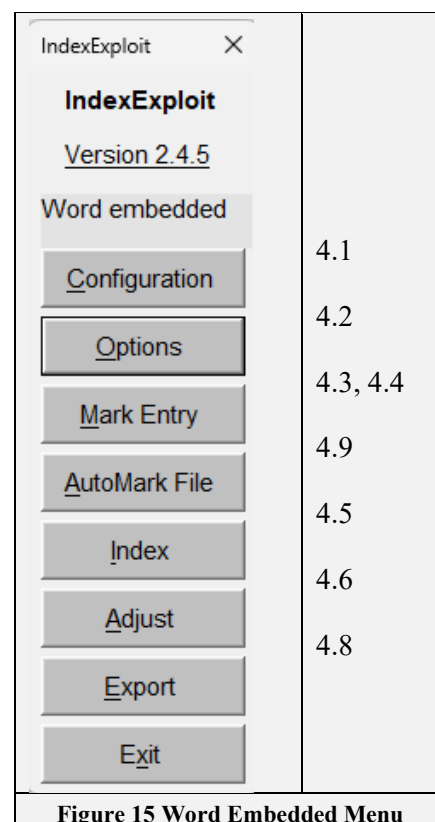 IndexExploit
IndexExploit
Version 2.4.5
Word embedded
Configuration
Options
Mark Entry
AutoMark File
Index
Adjust
Export
Exit
4.1
4.2
4.3, 4.4
4.9
4.5
4.6
4.8
Figure 15 Word Embedded Menu